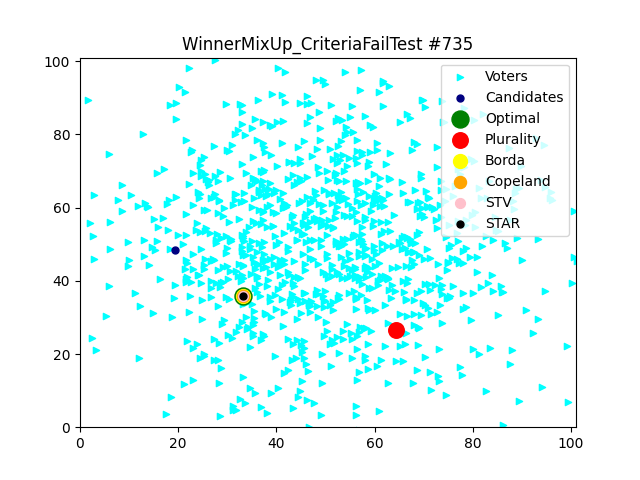 WinnerMixUp_CriteriaFailTest #735
100
80
60
40
20
0
0
20
40
60
80
100
Voters
Candidates
Optimal
Plurality
Borda
Copeland
STV
STAR